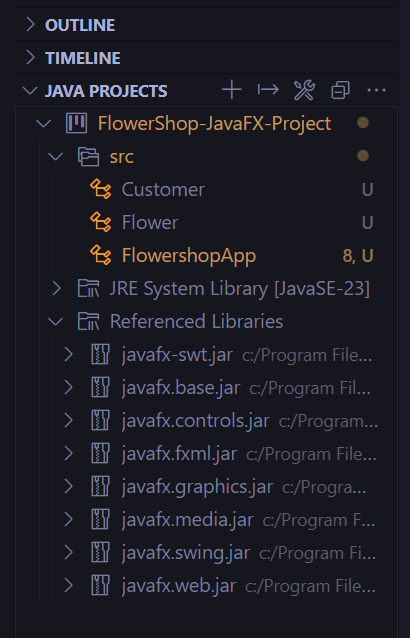 OUTLINE
TIMELINE
JAVA PROJECTS
FlowerShop-JavaFX-Project
src
Customer U
Flower U
FlowershopApp 8, U
JRE System Library [JavaSE-23]
Referenced Libraries
javafx-swt.jar c:/Program File...
javafx.base.jar c:/Program Fil...
javafx.controls.jar c:/Program...
javafx.fxml.jar c:/Program File...
javafx.graphics.jar c:/Progra...
javafx.media.jar c:/Program F...
javafx.swing.jar c:/Program Fi...
javafx.web.jar c:/Program File...